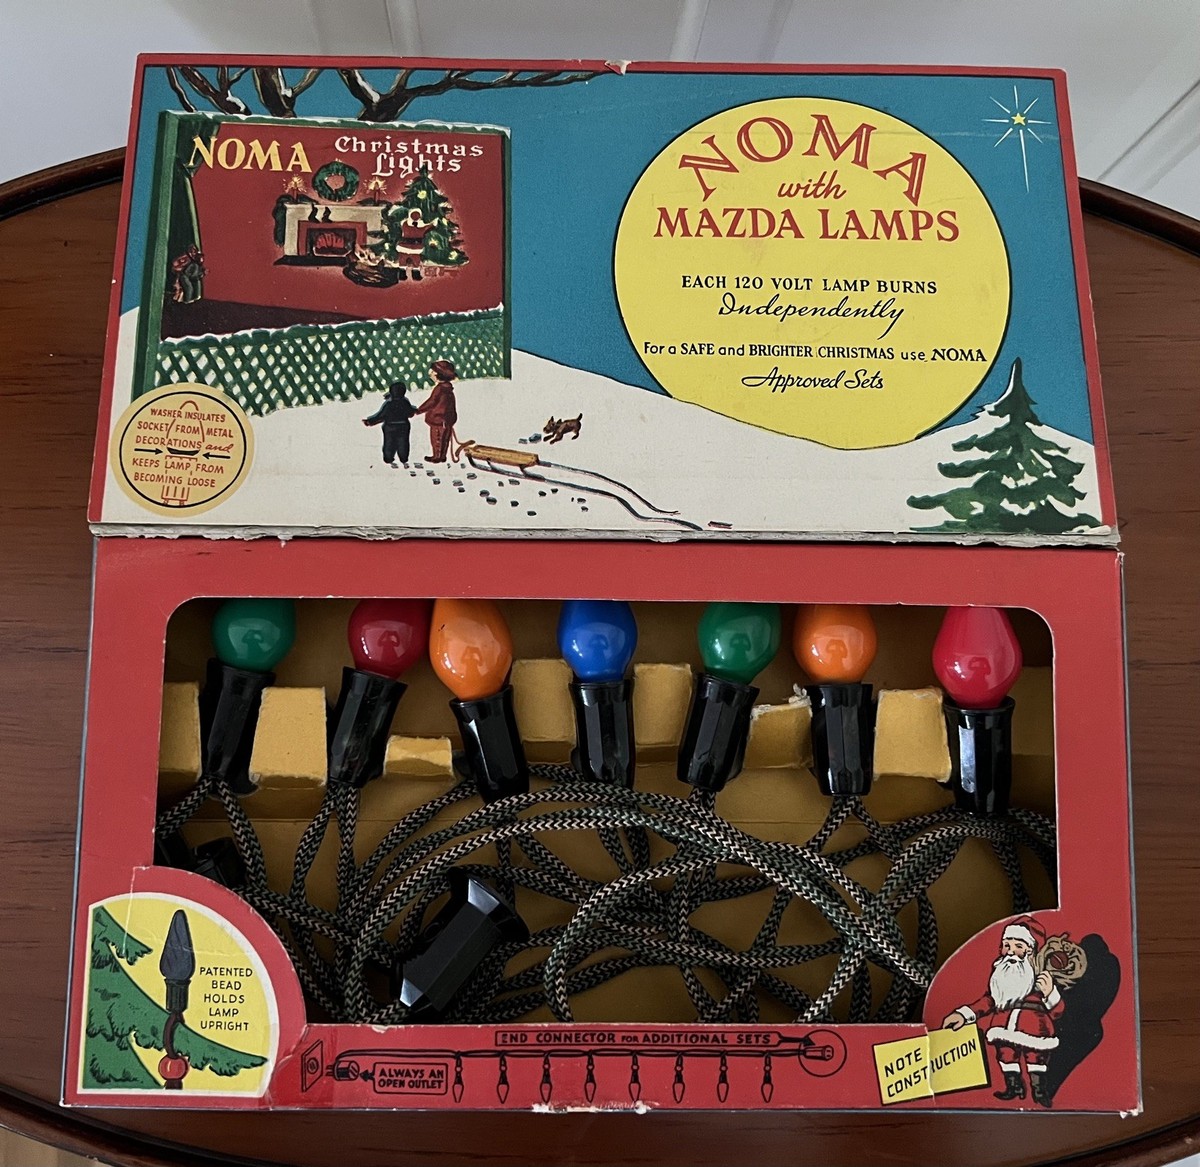 NOMA Christmas
Lights
NOMA
with
MAZDA LAMPS
EACH 120 VOLT LAMP BURNS
Independently
For a SAFE and BRIGHTER CHRISTMAS use NOMA
Approved Sets
WASHER INSULATES
SOCKET FROM METAL
DECORATIONS and
KEEPS LAMP FROM
BECOMING LOOSE
PATENTED
BEAD
HOLDS
LAMP
UPRIGHT
END CONNECTOR FOR ADDITIONAL SETS
ALWAYS AN
OPEN OUTLET
NOTE
CONSTRUCTION